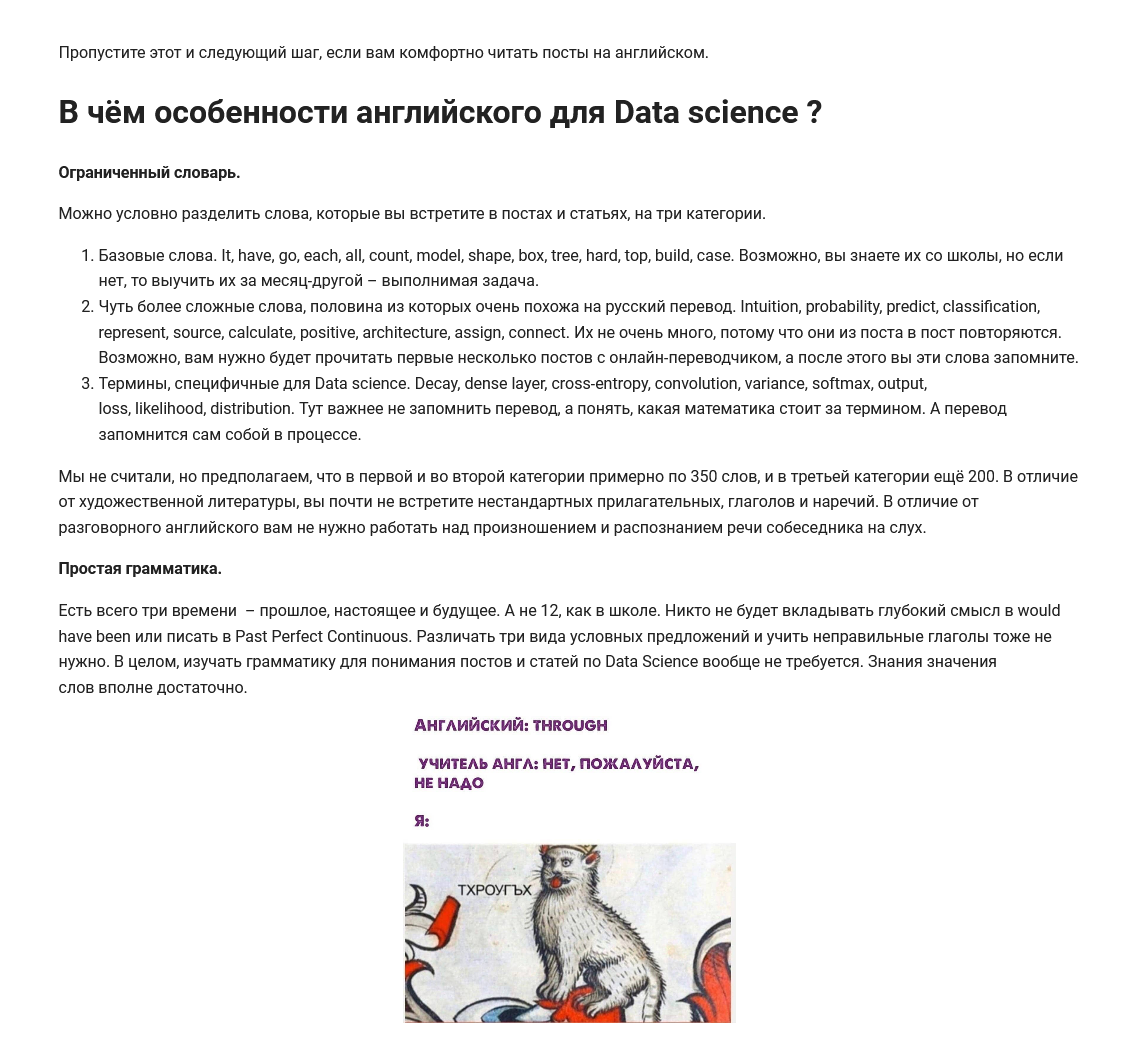 Пропустите этот и следующий шаг, если вам комфортно читать посты на английском.
В чём особенности английского для Data science ?
Ограниченный словарь.
Можно условно разделить слова, которые вы встретите в постах и статьях, на три категории.
1. Базовые слова. It, have, go, each, all, count, model, shape, box, tree, hard, top, build, case. Возможно, вы знаете их со школы, но если
нет, то выучить их за месяц-другой – выполнимая задача.
2. Чуть более сложные слова, половина из которых очень похожа на русский перевод. Intuition, probability, predict, classification,
represent, source, calculate, positive, architecture, assign, connect. Их не очень много, потому что они из поста в пост повторяются.
Возможно, вам нужно будет прочитать первые несколько постов с онлайн-переводчиком, а после этого вы эти слова запомните.
3. Термины, специфичные для Data science. Decay, dense layer, cross-entropy, convolution, variance, softmax, output,
loss, likelihood, distribution. Тут важнее не запомнить перевод, а понять, какая математика стоит за термином. А перевод
запомнится сам собой в процессе.
Мы не считали, но предполагаем, что в первой и во второй категории примерно по 350 слов, и в третьей категории ещё 200. В отличие
от художественной литературы, вы почти не встретите нестандартных прилагательных, глаголов и наречий. В отличие от
разговорного английского вам не нужно работать над произношением и распознанием речи собеседника на слух.
Простая грамматика.
Есть всего три времени – прошлое, настоящее и будущее. А не 12, как в школе. Никто не будет вкладывать глубокий смысл в would
have been или писать в Past Perfect Continuous. Различать три вида условных предложений и учить неправильные глаголы тоже не
нужно. В целом, изучать грамматику для понимания постов и статей по Data Science вообще не требуется. Знания значения
слов вполне достаточно.
АНГЛИЙСКИЙ: THROUGH
УЧИТЕЛЬ АНГЛ: НЕТ, ПОЖАЛУЙСТА,
НЕ НАДО
Я:
ТХРОУГЪХ